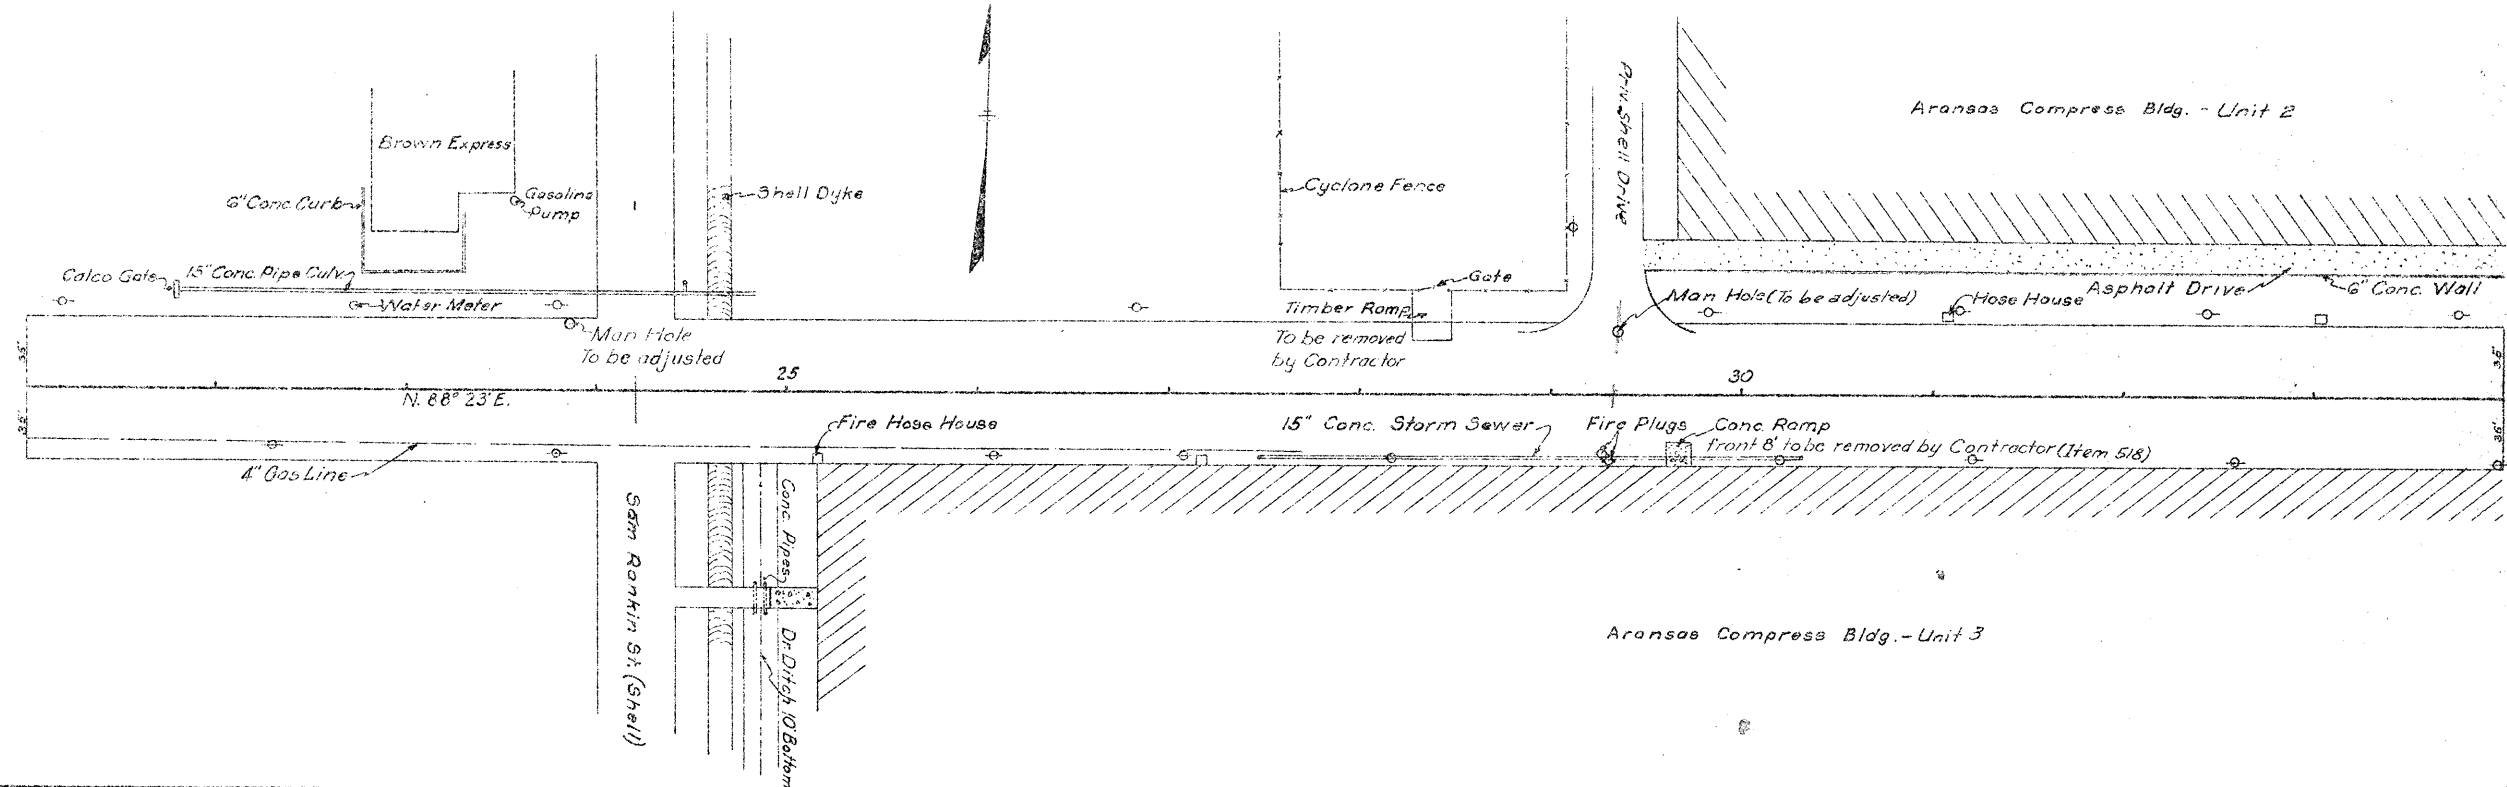 Priv. Shell Drive
Aransas Compress Bldg. - Unit 2
Brown Express
6" Conc. Curb
Gasoline
Pump
Shell Dyke
Cyclone Fence
Calco Gate
15" Conc. Pipe Culv.
Water Meter
Gate
Timber Ramp
To be removed
by Contractor
Man Hole (To be adjusted)
Hose House
Asphalt Drive
6" Conc. Wall
Man Hole
To be adjusted
35'
35'
25
30
N. 88° 23' E.
35'
36'
Fire Hose House
15" Conc. Storm Sewer
Fire Plugs
Conc. Ramp
front 8' to be removed by Contractor (Item 518)
4" Gas Line
Sam Rankin St. (Shell)
Conc. Pipes
Dr. Ditch 10' Bottom
Aransas Compress Bldg. - Unit 3